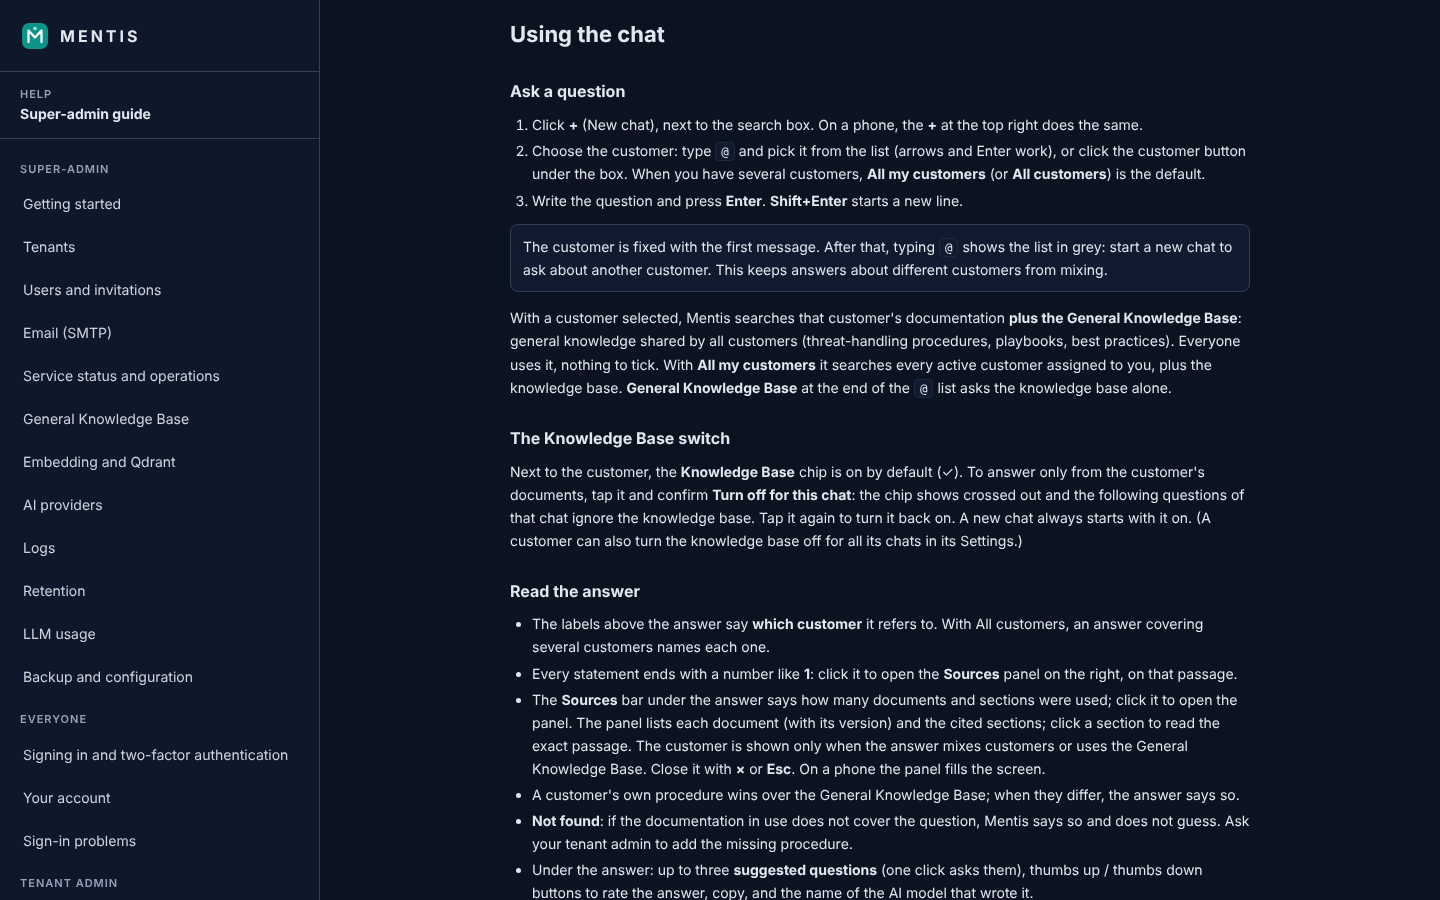 MENTIS
HELP
Super-admin guide
SUPER-ADMIN
Getting started
Tenants
Users and invitations
Email (SMTP)
Service status and operations
General Knowledge Base
Embedding and Qdrant
AI providers
Logs
Retention
LLM usage
Backup and configuration
EVERYONE
Signing in and two-factor authentication
Your account
Sign-in problems
TENANT ADMIN
Using the chat
Ask a question
1. Click + (New chat), next to the search box. On a phone, the + at the top right does the same.
2. Choose the customer: type @ and pick it from the list (arrows and Enter work), or click the customer button
under the box. When you have several customers, All my customers (or All customers) is the default.
3. Write the question and press Enter. Shift+Enter starts a new line.
The customer is fixed with the first message. After that, typing @ shows the list in grey: start a new chat to
ask about another customer. This keeps answers about different customers from mixing.
With a customer selected, Mentis searches that customer's documentation plus the General Knowledge Base:
general knowledge shared by all customers (threat-handling procedures, playbooks, best practices). Everyone
uses it, nothing to tick. With All my customers it searches every active customer assigned to you, plus the
knowledge base. General Knowledge Base at the end of the @ list asks the knowledge base alone.
The Knowledge Base switch
Next to the customer, the Knowledge Base chip is on by default (✓). To answer only from the customer's
documents, tap it and confirm Turn off for this chat: the chip shows crossed out and the following questions of
that chat ignore the knowledge base. Tap it again to turn it back on. A new chat always starts with it on. (A
customer can also turn the knowledge base off for all its chats in its Settings.)
Read the answer
• The labels above the answer say which customer it refers to. With All customers, an answer covering
several customers names each one.
• Every statement ends with a number like 1: click it to open the Sources panel on the right, on that passage.
• The Sources bar under the answer says how many documents and sections were used; click it to open the
panel. The panel lists each document (with its version) and the cited sections; click a section to read the
exact passage. The customer is shown only when the answer mixes customers or uses the General
Knowledge Base. Close it with × or Esc. On a phone the panel fills the screen.
• A customer's own procedure wins over the General Knowledge Base; when they differ, the answer says so.
• Not found: if the documentation in use does not cover the question, Mentis says so and does not guess. Ask
your tenant admin to add the missing procedure.
• Under the answer: up to three suggested questions (one click asks them), thumbs up / thumbs down
buttons to rate the answer, copy, and the name of the AI model that wrote it.